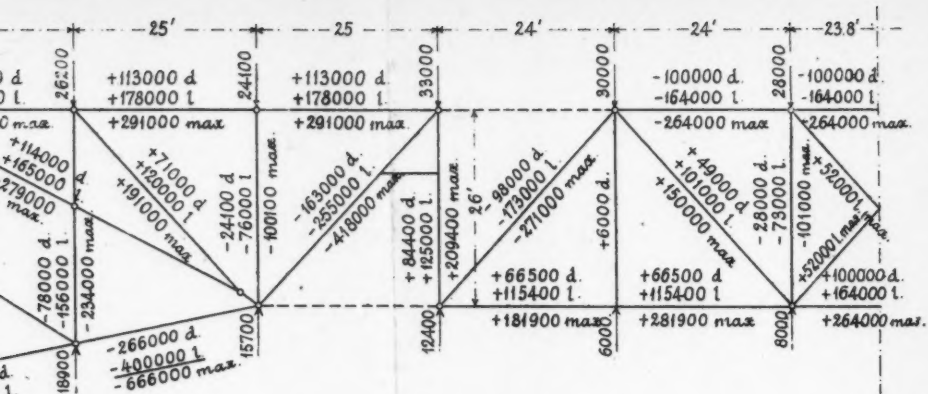 25' 25 24' 24' 23.8'
26200 24100 33000 30000 28000
d.
l.
max.
+113000 d.
+178000 l.
+291000 max
+113000 d.
+178000 l.
+291000 max
-100000 d.
-164000 l.
-264000 max
-100000 d.
-164000 l.
+264000 max
+114000 d.
+165000 l.
279000 max.
+71000 d
+120000 l.
+191000 max
-24100 d
-76000 l.
-100100 max
-163000 d.
-255000 l.
-418000 max
+84400 d
+125000 l.
+209400 max
26'
-98000 d.
-173000 l.
-271000 max
+6000 d.
+49000 d.
+101000 l.
+150000 max
-28000 d
-73000 l.
-101000 max
+52000 l. max
+52000 l. max
-78000 d
-156000 l.
-234000 max
+66500 d.
+115400 l.
+181900 max
+66500 d
+115400 l.
+281900 max
+100000 d.
+164000 l.
+264000 max.
-266000 d.
-400000 l.
-666000 max.
d.
l.
18900 15700 12400 6000 8000